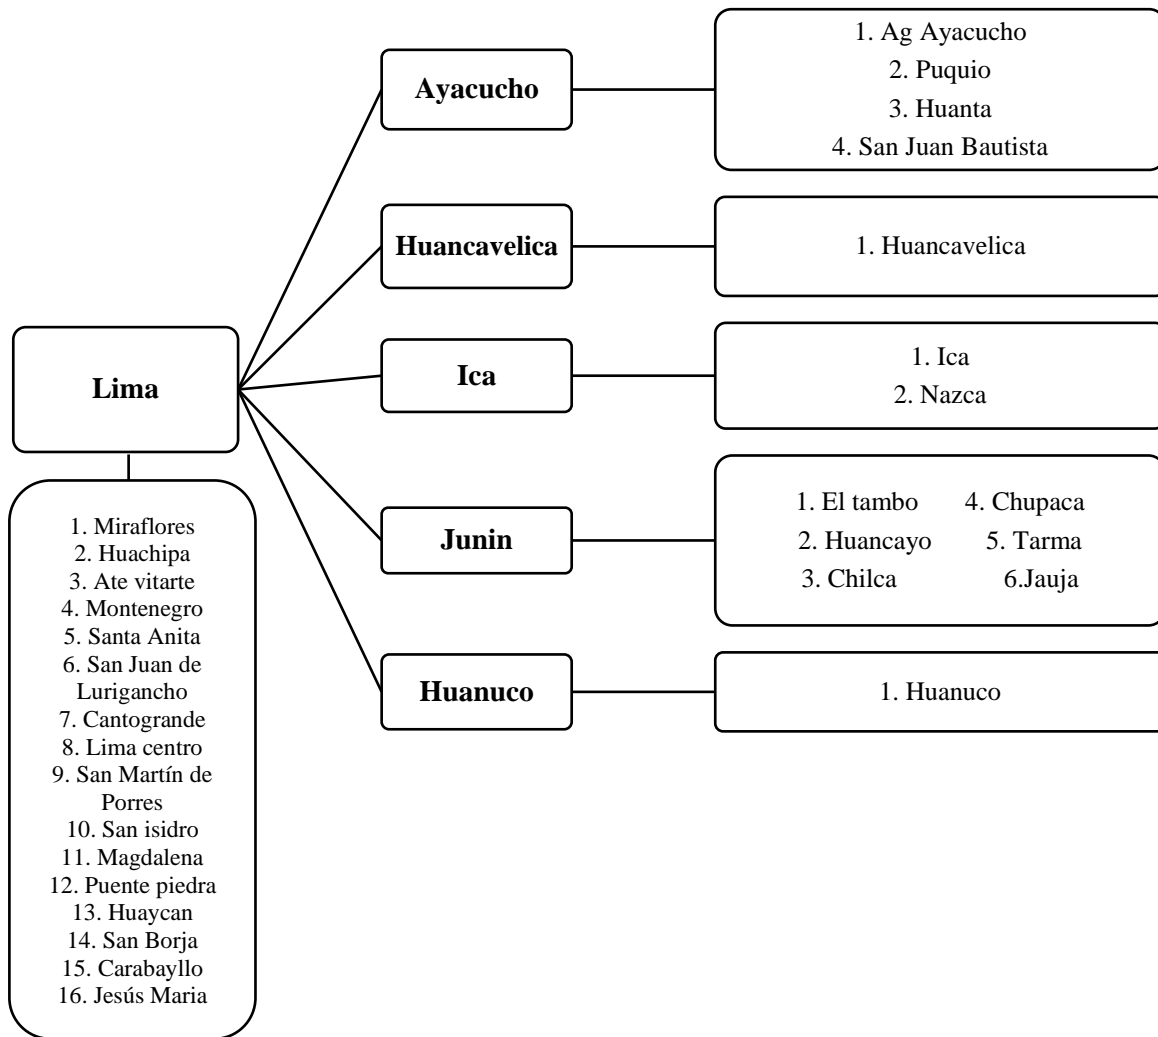 Lima
1. Miraflores
2. Huachipa
3. Ate vitarte
4. Montenegro
5. Santa Anita
6. San Juan de
Lurigancho
7. Cantogrande
8. Lima centro
9. San Martín de
Porres
10. San isidro
11. Magdalena
12. Puente piedra
13. Huaycan
14. San Borja
15. Carabayllo
16. Jesús Maria
Ayacucho
1. Ag Ayacucho
2. Puquio
3. Huanta
4. San Juan Bautista
Huancavelica
1. Huancavelica
Ica
1. Ica
2. Nazca
Junin
1. El tambo 4. Chupaca
2. Huancayo 5. Tarma
3. Chilca 6.Jauja
Huanuco
1. Huanuco